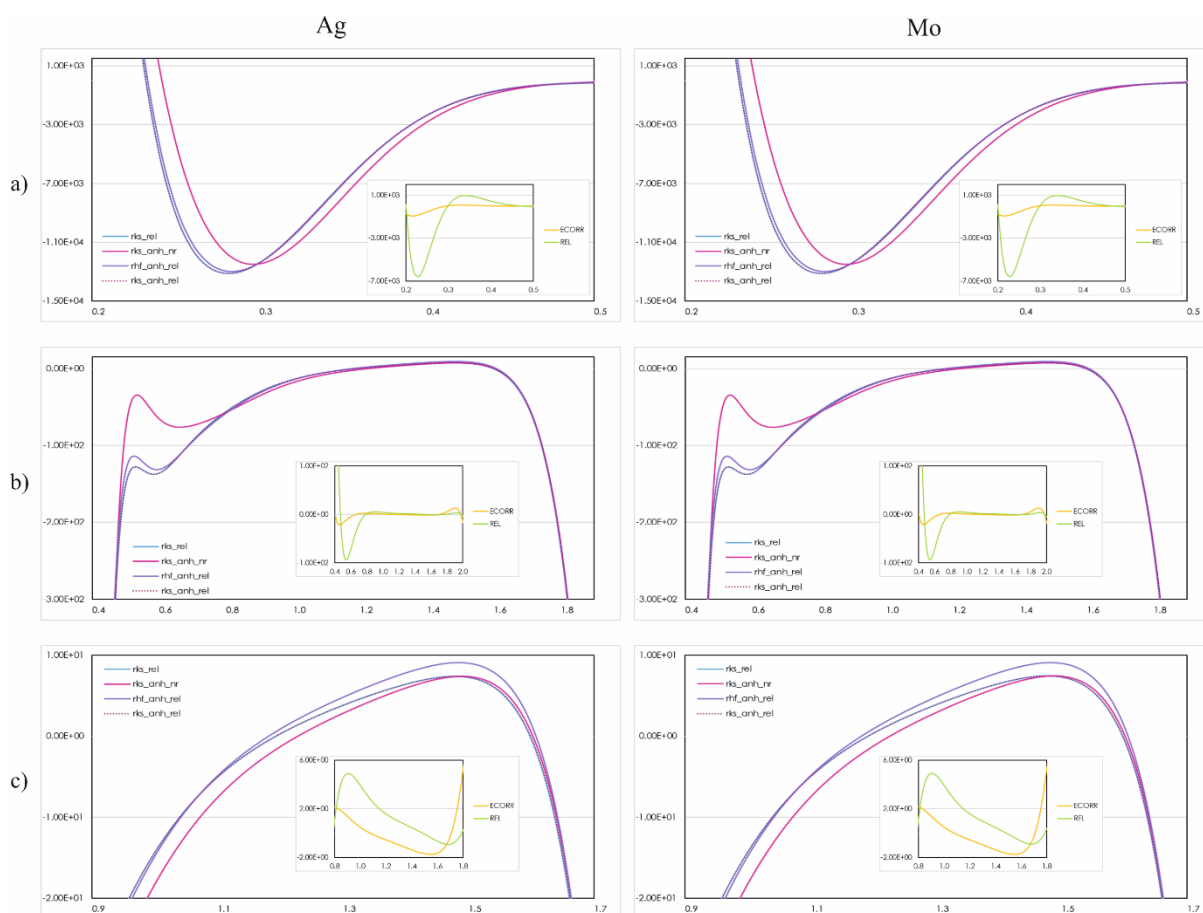 Ag
Mo
a)
1.00E+03
-3.00E+03
-7.00E+03
-1.10E+04
-1.50E+04
rks_rel
rks_anh_nr
rhf_anh_rel
rks_anh_rel
1.00E+03
-3.00E+03
-7.00E+03
0.2 0.3 0.4 0.5
ECORR
REL
0.2 0.3 0.4 0.5
1.00E+03
-3.00E+03
-7.00E+03
-1.10E+04
-1.50E+04
rks_rel
rks_anh_nr
rhf_anh_rel
rks_anh_rel
1.00E+03
-3.00E+03
-7.00E+03
0.2 0.3 0.4 0.5
ECORR
REL
0.2 0.3 0.4 0.5
b)
0.00E+00
-1.00E+02
-2.00E+02
-3.00E+02
rks_rel
rks_anh_nr
rhf_anh_rel
rks_anh_rel
1.00E+02
0.00E+00
-1.00E+02
0.4 0.6 0.8 1.0 1.2 1.4 1.6 1.8 2.0
ECORR
REL
0.4 0.6 0.8 1.0 1.2 1.4 1.6 1.8
0.00E+00
-1.00E+02
-2.00E+02
-3.00E+02
rks_rel
rks_anh_nr
rhf_anh_rel
rks_anh_rel
1.00E+02
0.00E+00
-1.00E+02
0.4 0.6 0.8 1.0 1.2 1.4 1.6 1.8 2.0
ECORR
REL
0.4 0.6 0.8 1.0 1.2 1.4 1.6 1.8
c)
1.00E+01
0.00E+00
-1.00E+01
-2.00E+01
rks_rel
rks_anh_nr
rhf_anh_rel
rks_anh_rel
6.00E+00
2.00E+00
-2.00E+00
0.8 1.0 1.2 1.4 1.6 1.8
ECORR
REL
0.9 1.1 1.3 1.5 1.7
1.00E+01
0.00E+00
-1.00E+01
-2.00E+01
rks_rel
rks_anh_nr
rhf_anh_rel
rks_anh_rel
6.00E+00
2.00E+00
-2.00E+00
0.8 1.0 1.2 1.4 1.6 1.8
ECORR
REL
0.9 1.1 1.3 1.5 1.7